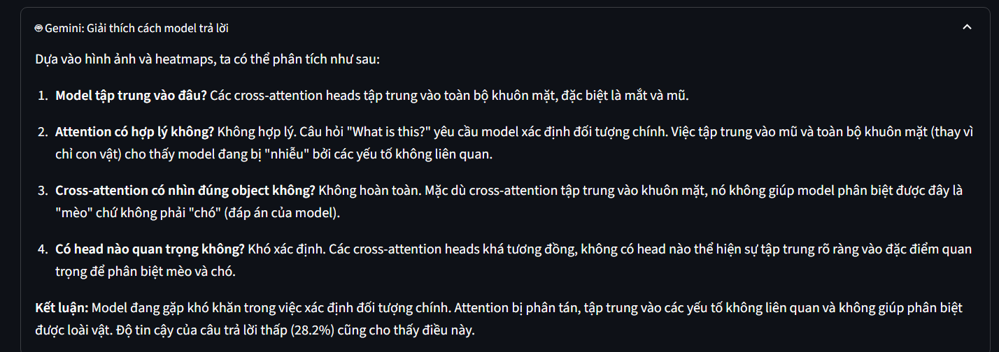 Gemini: Giải thích cách model trả lời
Dựa vào hình ảnh và heatmaps, ta có thể phân tích như sau:
1. Model tập trung vào đâu? Các cross-attention heads tập trung vào toàn bộ khuôn mặt, đặc biệt là mắt và mũ.
2. Attention có hợp lý không? Không hợp lý. Câu hỏi "What is this?" yêu cầu model xác định đối tượng chính. Việc tập trung vào mũ và toàn bộ khuôn mặt (thay vì
chỉ con vật) cho thấy model đang bị "nhiễu" bởi các yếu tố không liên quan.
3. Cross-attention có nhìn đúng object không? Không hoàn toàn. Mặc dù cross-attention tập trung vào khuôn mặt, nó không giúp model phân biệt được đây là
"mèo" chứ không phải "chó" (đáp án của model).
4. Có head nào quan trọng không? Khó xác định. Các cross-attention heads khá tương đồng, không có head nào thể hiện sự tập trung rõ ràng vào đặc điểm quan
trọng để phân biệt mèo và chó.
Kết luận: Model đang gặp khó khăn trong việc xác định đối tượng chính. Attention bị phân tán, tập trung vào các yếu tố không liên quan và không giúp phân biệt
được loài vật. Độ tin cậy của câu trả lời thấp (28.2%) cũng cho thấy điều này.